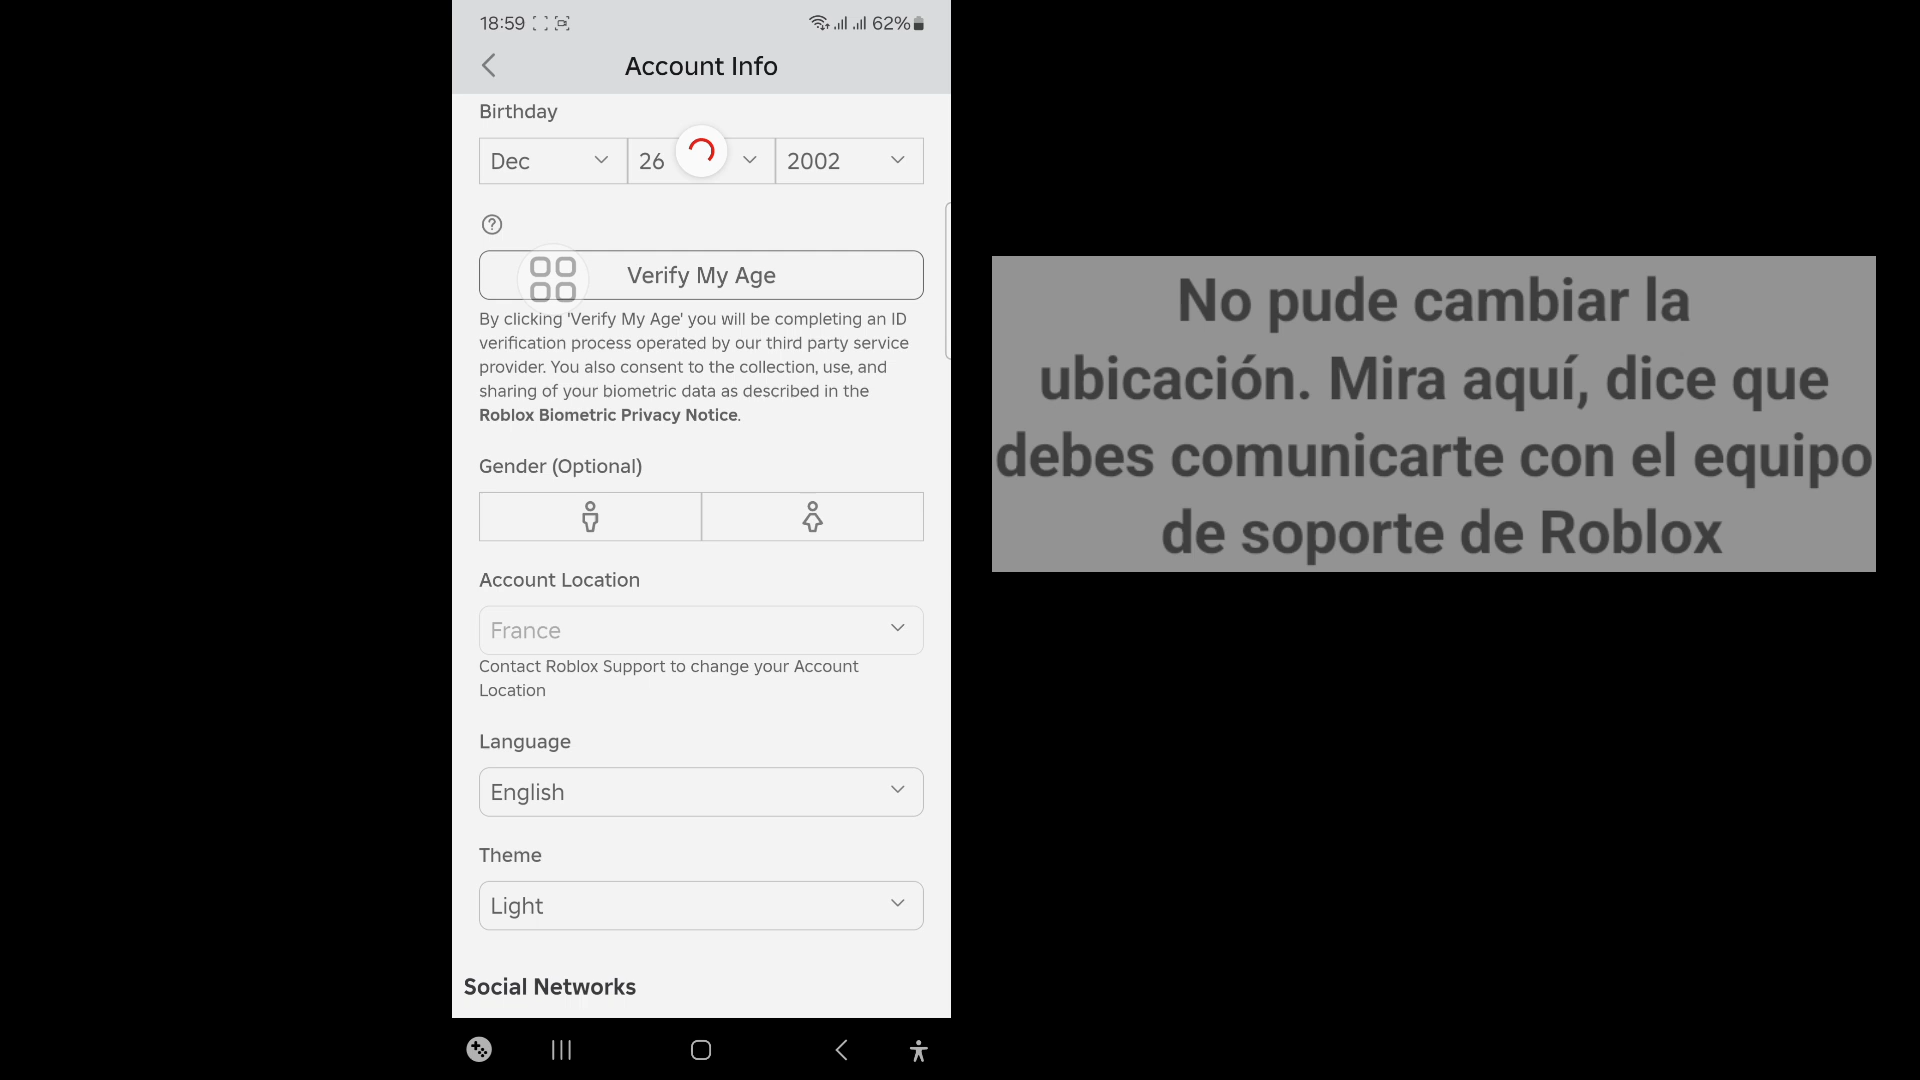 18:59
62%
Account Info
Birthday
Dec
26
2002
Verify My Age
By clicking 'Verify My Age' you will be completing an ID
verification process operated by our third party service
provider. You also consent to the collection, use, and
sharing of your biometric data as described in the
Roblox Biometric Privacy Notice.
Gender (Optional)
Account Location
France
Contact Roblox Support to change your Account
Location
Language
English
Theme
Light
Social Networks
No pude cambiar la
ubicación. Mira aquí, dice que
debes comunicarte con el equipo
de soporte de Roblox